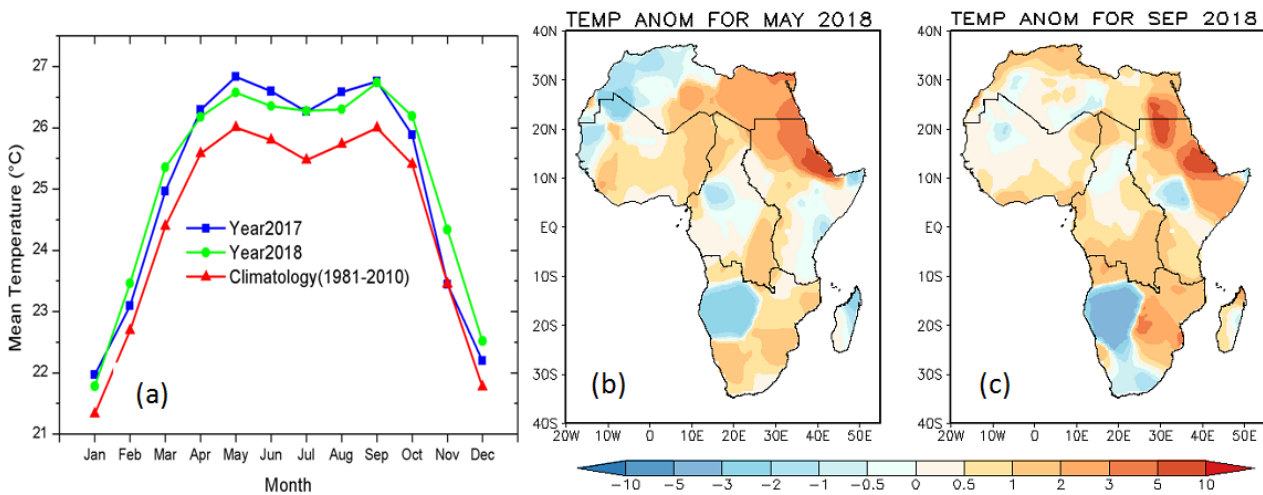 TEMP ANOM FOR MAY 2018
TEMP ANOM FOR SEP 2018
Mean Temperature (°C)
27
26
25
24
23
22
21
Year2017
Year2018
Climatology(1981-2010)
(a)
Jan Feb Mar Apr May Jun Jul Aug Sep Oct Nov Dec
Month
40N
30N
20N
10N
EQ
10S
20S
30S
40S
(b)
20W 10W 0 10E 20E 30E 40E 50E
40N
30N
20N
10N
EQ
10S
20S
30S
40S
(c)
20W 10W 0 10E 20E 30E 40E 50E
−10 −5 −3 −2 −1 −0.5 0 0.5 1 2 3 5 10